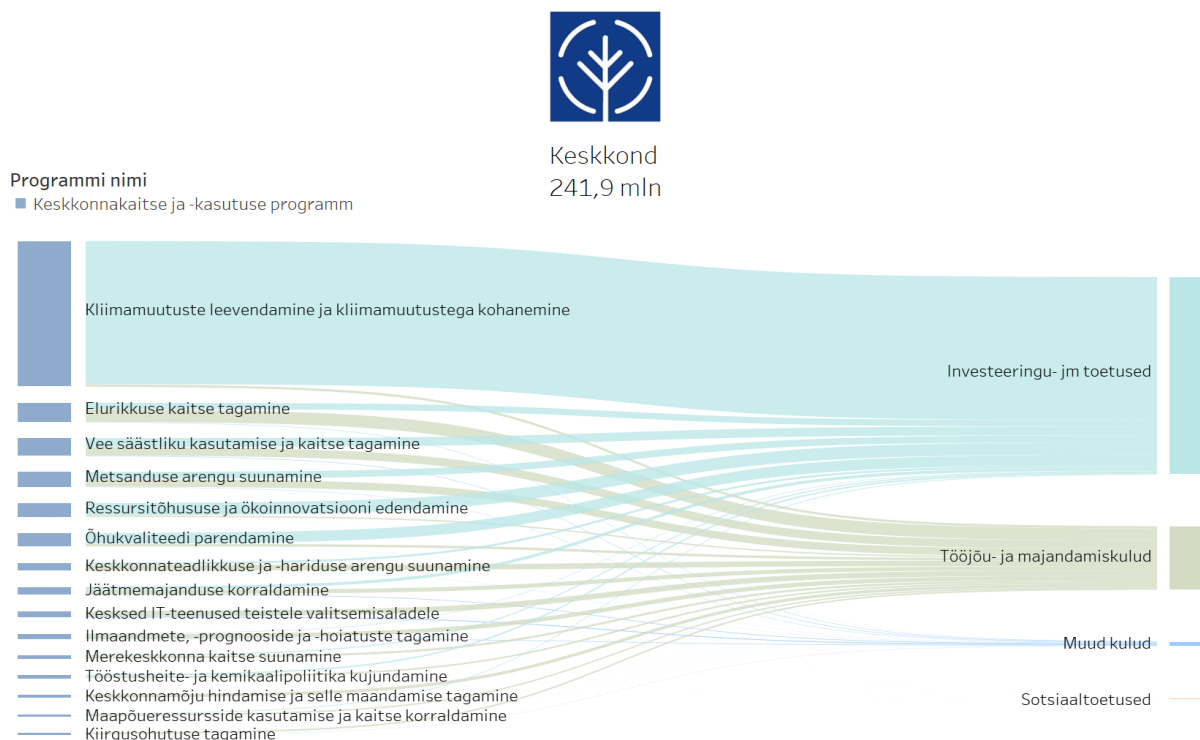 Keskkond
241,9 mln
Programmi nimi
Keskkonnakaitse ja -kasutuse programm
Kliimamuutuste leevendamine ja kliimamuutustega kohanemine
Investeeringu- jm toetused
Elurikkuse kaitse tagamine
Vee säästliku kasutamise ja kaitse tagamine
Metsanduse arengu suunamine
Ressursitõhususe ja ökoinnovatsiooni edendamine
Õhukvaliteedi parendamine
Tööjõu- ja majandamiskulud
Keskkonnateadlikkuse ja -hariduse arengu suunamine
Jäätmemajanduse korraldamine
Kesksed IT-teenused teistele valitsemisaladele
Ilmaandmete, -prognooside ja -hoiatuste tagamine
Muud kulud
Merekeskkonna kaitse suunamine
Tööstusheite- ja kemikaalipoliitika kujundamine
Keskkonnamõju hindamise ja selle maandamise tagamine
Sotsiaaltoetused
Maapõueressursside kasutamise ja kaitse korraldamine
Kiirgusohutuse tagamine